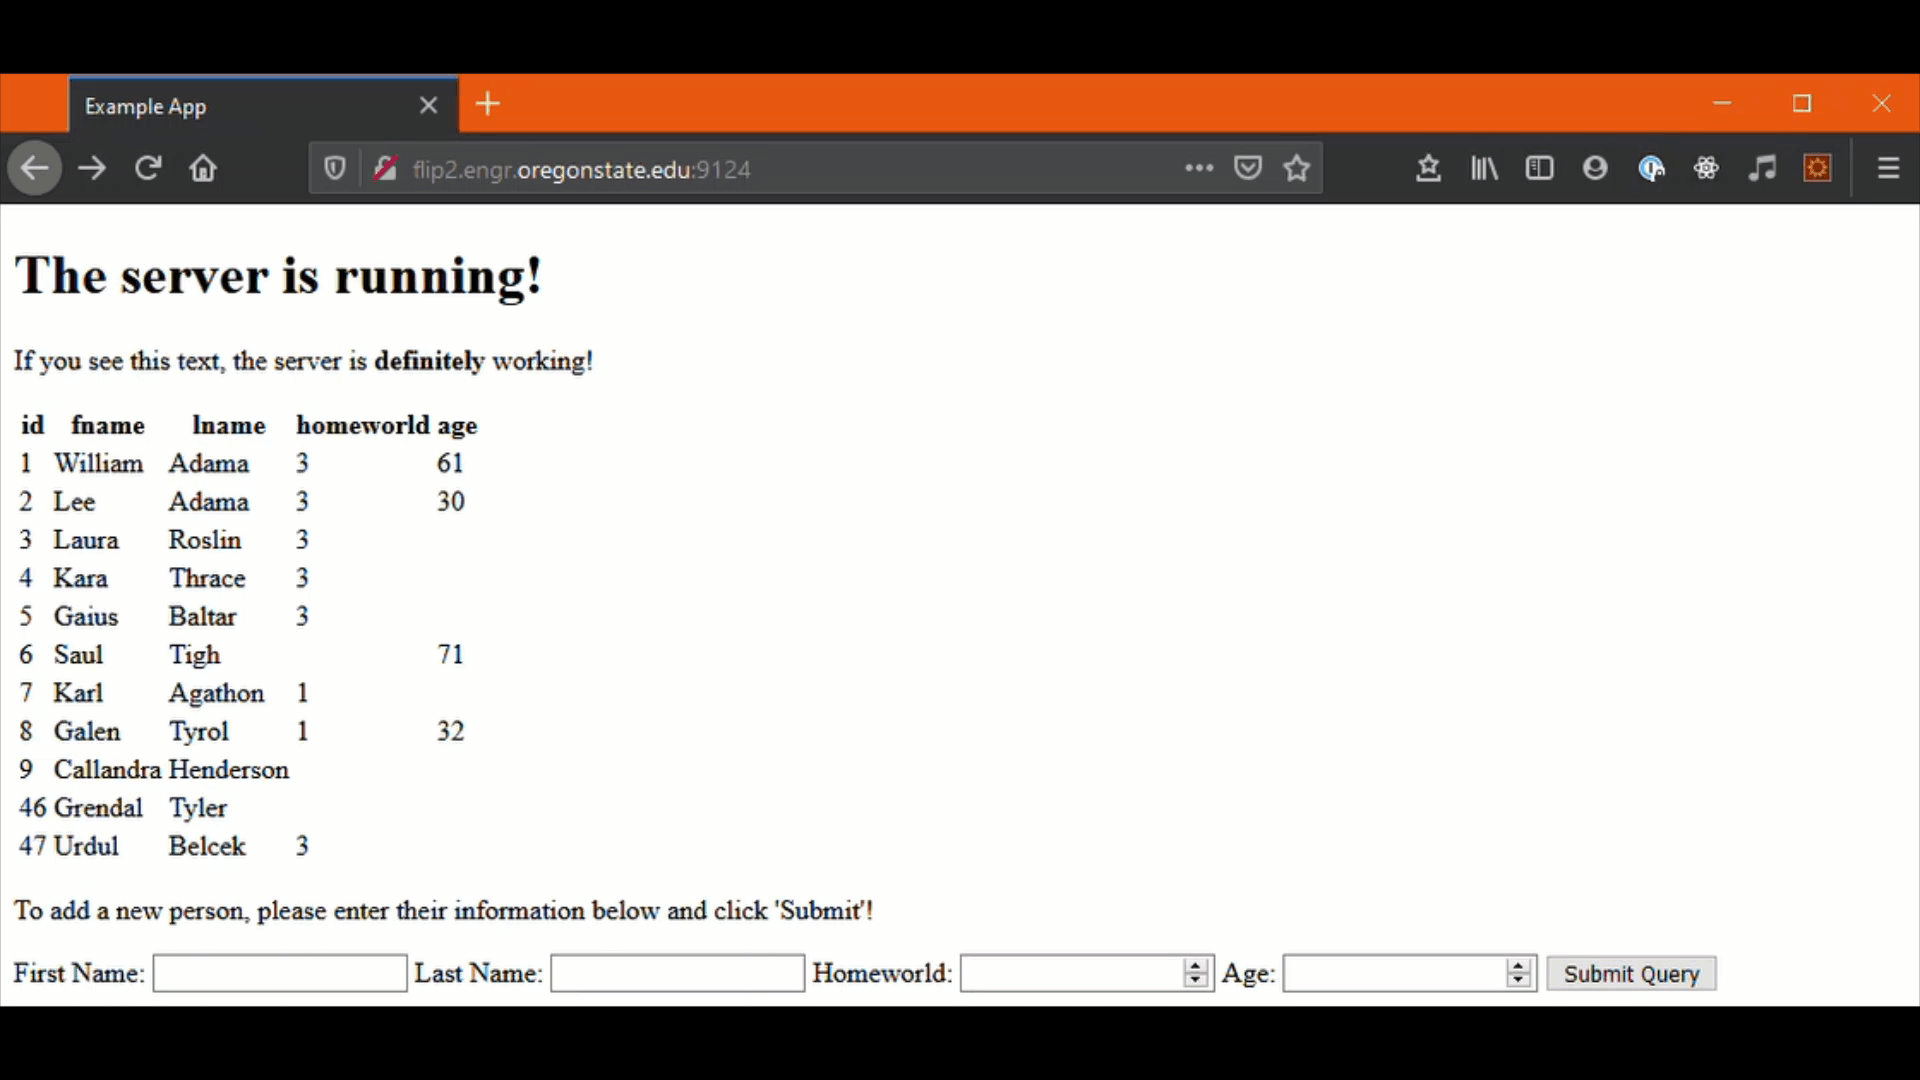 Example App
flip2.engr.oregonstate.edu:9124
The server is running!
If you see this text, the server is definitely working!
id fname lname homeworld age
1 William Adama 3 61
2 Lee Adama 3 30
3 Laura Roslin 3
4 Kara Thrace 3
5 Gaius Baltar 3
6 Saul Tigh 71
7 Karl Agathon 1
8 Galen Tyrol 1 32
9 Callandra Henderson
46 Grendal Tyler
47 Urdul Belcek 3
To add a new person, please enter their information below and click 'Submit'!
First Name: Last Name: Homeworld: Age: Submit Query